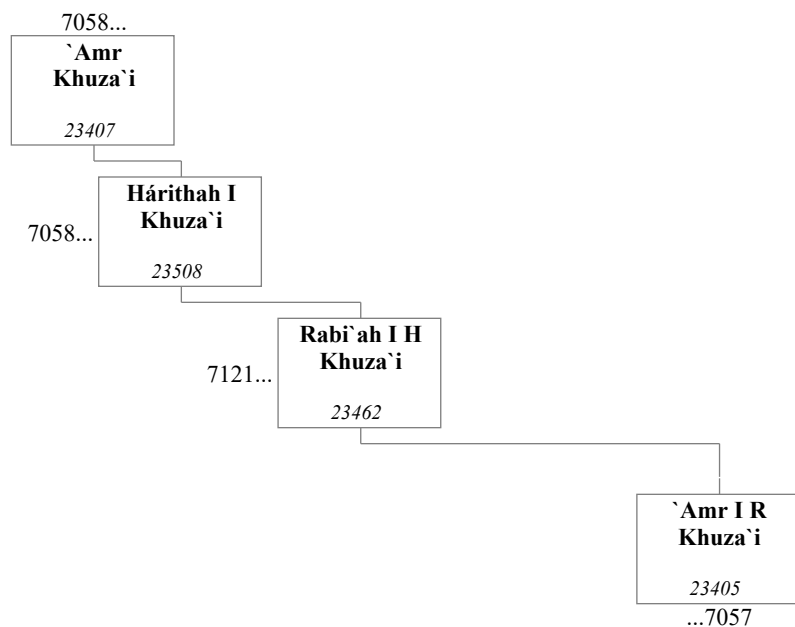 7058...
`Amr
Khuza`i
23407
Hárithah I
Khuza`i
7058...
23508
Rabi`ah I H
Khuza`i
7121...
23462
`Amr I R
Khuza`i
23405
...7057